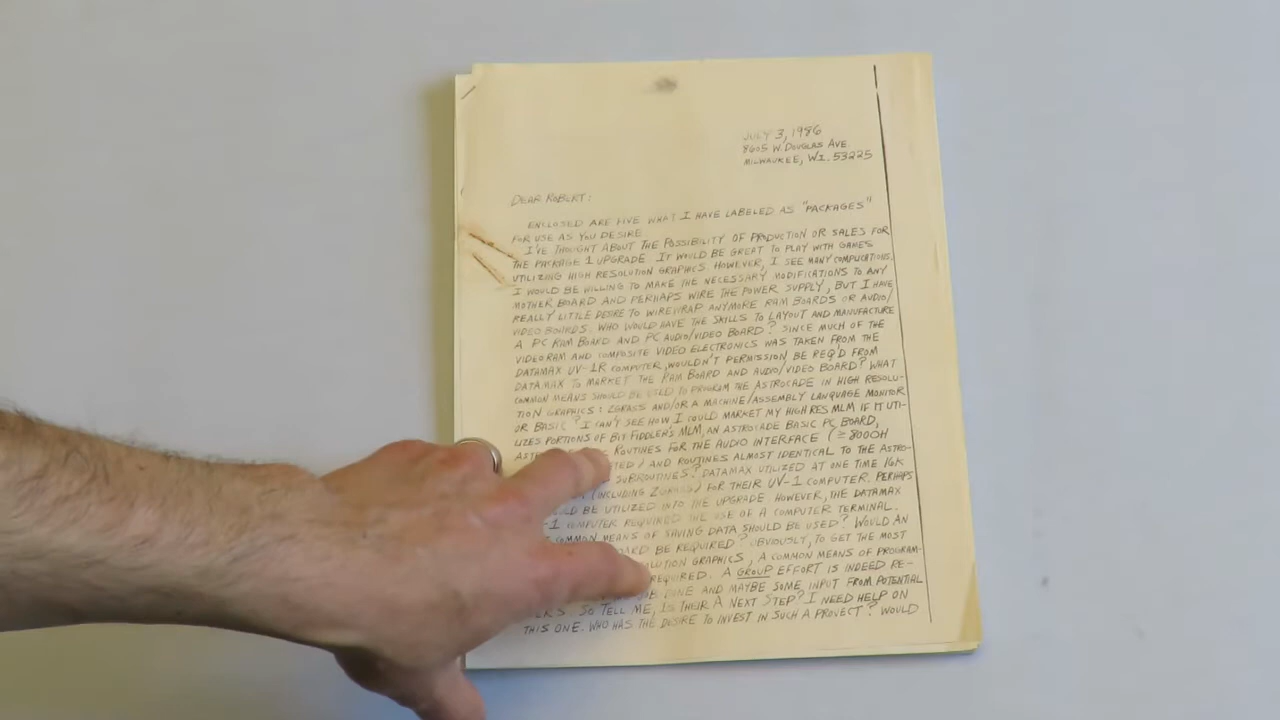 JULY 3, 1986
8605 W. DOUGLAS AVE.
MILWAUKEE, W.I. 53225
DEAR ROBERT:
ENCLOSED ARE FIVE WHAT I HAVE LABELED AS "PACKAGES"
FOR USE AS YOU DESIRE.
I'VE THOUGHT ABOUT THE POSSIBILITY OF PRODUCTION OR SALES FOR
THE PACKAGE 1 UPGRADE. IT WOULD BE GREAT TO PLAY WITH GAMES
UTILIZING HIGH RESOLUTION GRAPHICS. HOWEVER, I SEE MANY COMPLICATIONS.
I WOULD BE WILLING TO MAKE THE NECESSARY MODIFICATIONS TO ANY
MOTHER BOARD AND PERHAPS WIRE THE POWER SUPPLY, BUT I HAVE
REALLY LITTLE DESIRE TO WIREWRAP ANYMORE RAM BOARDS OR AUDIO/
VIDEO BOARDS. WHO WOULD HAVE THE SKILLS TO LAYOUT AND MANUFACTURE
A PC RAM BOARD AND PC AUDIO/VIDEO BOARD? SINCE MUCH OF THE
VIDEO RAM AND COMPOSITE VIDEO ELECTRONICS WAS TAKEN FROM THE
DATAMAX UV-1R COMPUTER, WOULDN'T PERMISSION BE REQ'D FROM
DATAMAX TO MARKET THE RAM BOARD AND AUDIO/VIDEO BOARD? WHAT
COMMON MEANS SHOULD BE USED TO PROGRAM THE ASTROCADE IN HIGH RESOLU-
TION GRAPHICS: ZGRASS AND/OR A MACHINE/ASSEMBLY LANGUAGE MONITOR
OR BASIC? I CAN'T SEE HOW I COULD MARKET MY HIGH RES MLM IF IT UTI-
LIZES PORTIONS OF BIT FIDDLER'S MLM, AN ASTROCADE BASIC PC BOARD,
ROUTINES FOR THE AUDIO INTERFACE (≥8000H
AND ROUTINES ALMOST IDENTICAL TO THE ASTRO-
SUBROUTINES? DATAMAX UTILIZED AT ONE TIME 16K
(INCLUDING ZGRASS) FOR THEIR UV-1 COMPUTER. PERHAPS
BE UTILIZED INTO THE UPGRADE HOWEVER, THE DATAMAX
-1 COMPUTER REQUIRED THE USE OF A COMPUTER TERMINAL.
COMMON MEANS OF SAVING DATA SHOULD BE USED? WOULD AN
BOARD BE REQUIRED? OBVIOUSLY, TO GET THE MOST
GRAPHICS, A COMMON MEANS OF PROGRAM-
REQUIRED. A GROUP EFFORT IS INDEED RE-
DONE AND MAYBE SOME INPUT FROM POTENTIAL
SO TELL ME, IS THEIR A NEXT STEP? I NEED HELP ON
THIS ONE. WHO HAS THE DESIRE TO INVEST IN SUCH A PROJECT? WOULD